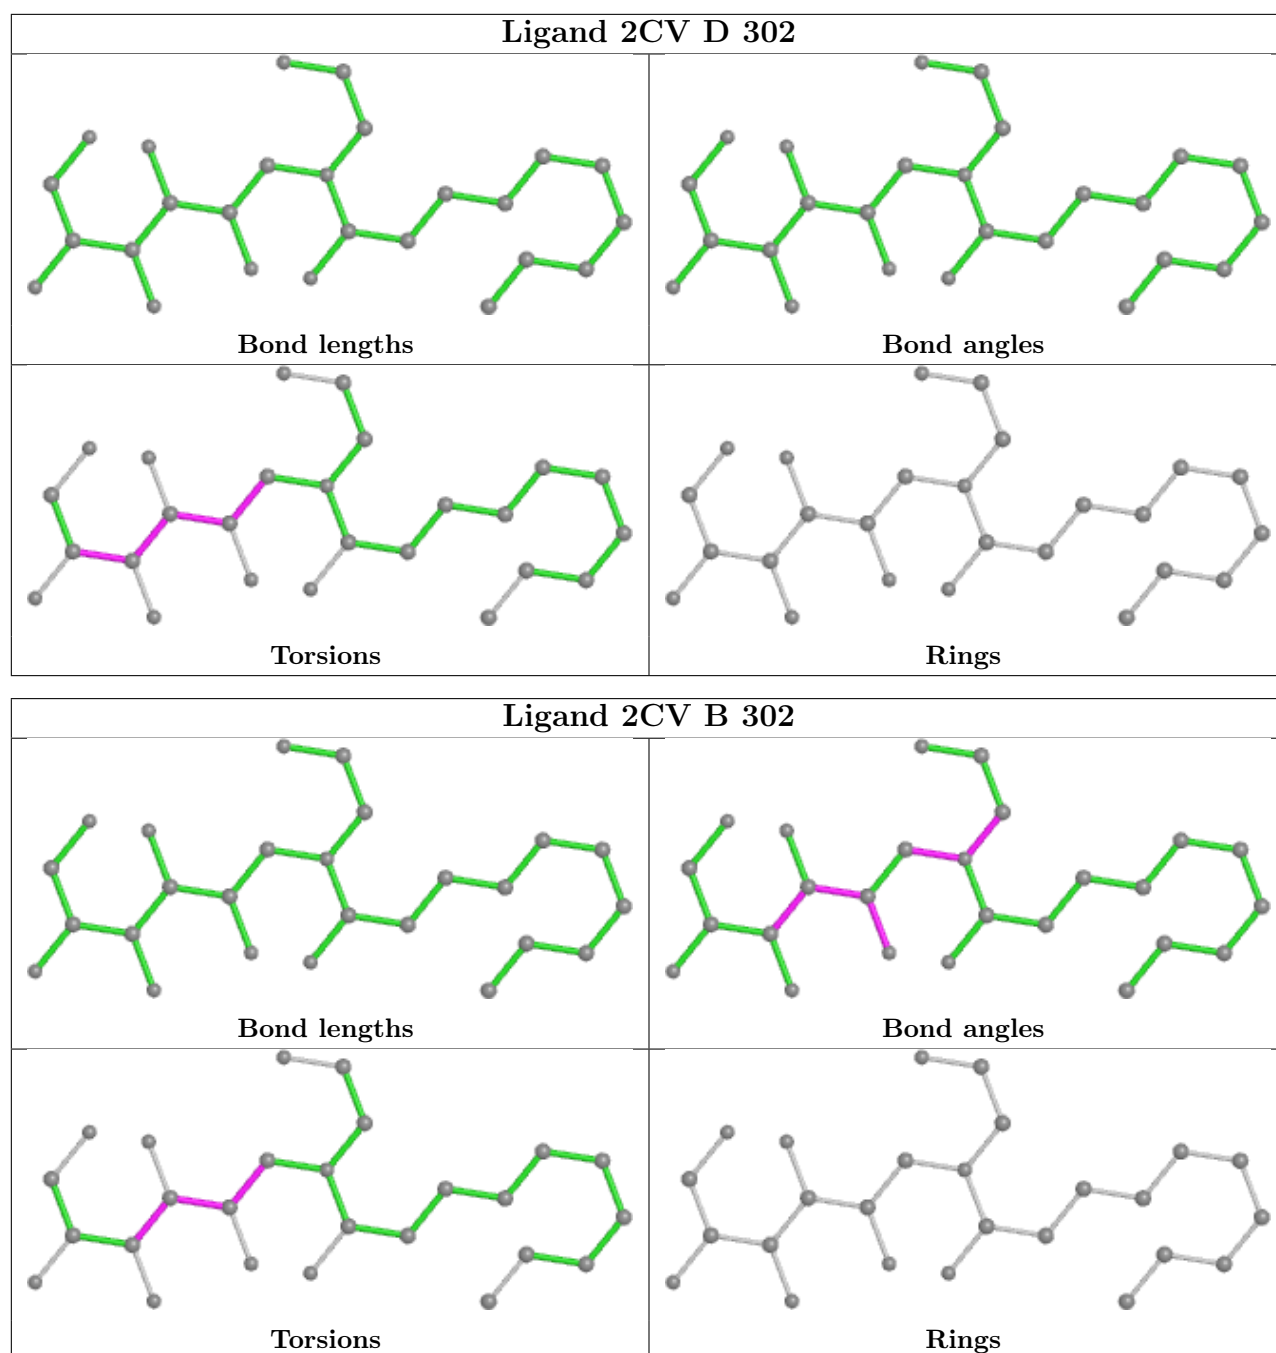 Ligand 2CV D 302
Bond lengths
Bond angles
Torsions
Rings
Ligand 2CV B 302
Bond lengths
Bond angles
Torsions
Rings